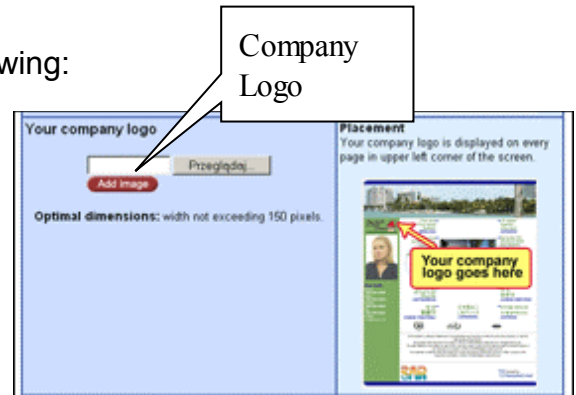 Company
Logo
wing:
Your company logo
Przeglądaj...
Add image
Optimal dimensions: width not exceeding 150 pixels.
Placement
Your company logo is displayed on every
page in upper left corner of the screen.
Your company
logo goes here